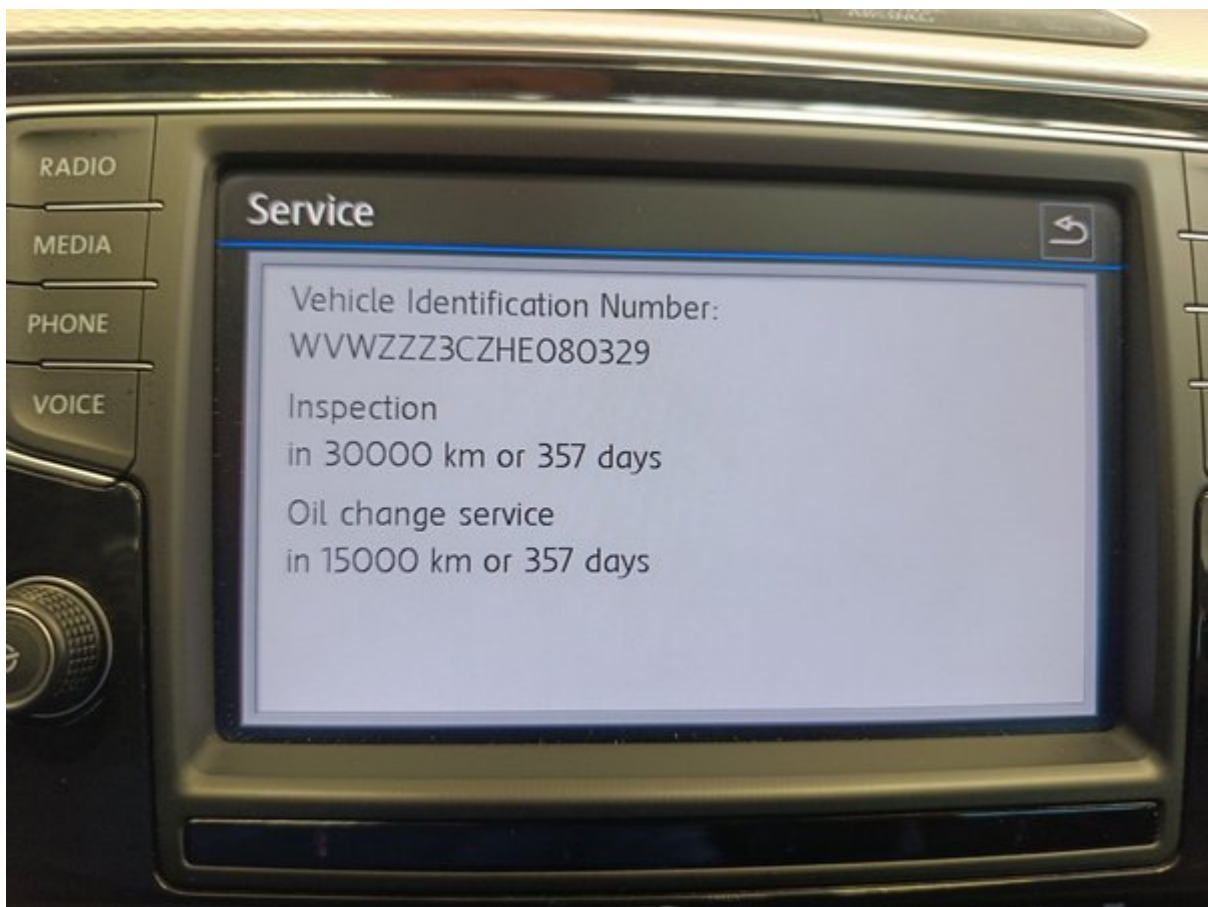 RADIO
MEDIA
PHONE
VOICE
Service
Vehicle Identification Number:
WVWZZZ3CZHE080329
Inspection
in 30000 km or 357 days
Oil change service
in 15000 km or 357 days